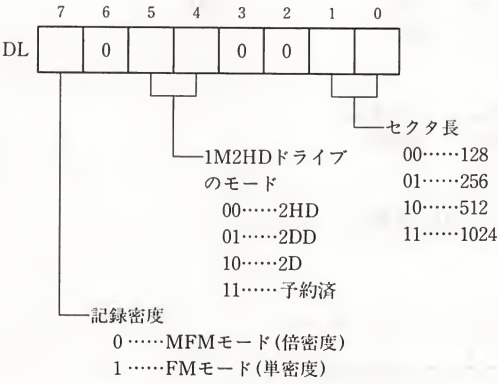 7 6 5 4 3 2 1 0
DL 0 0 0
セクタ長
00……128
01……256
10……512
11……1024
1M2HDドライブ
のモード
00……2HD
01……2DD
10……2D
11……予約済
記録密度
0……MFMモード(倍密度)
1……FMモード(単密度)